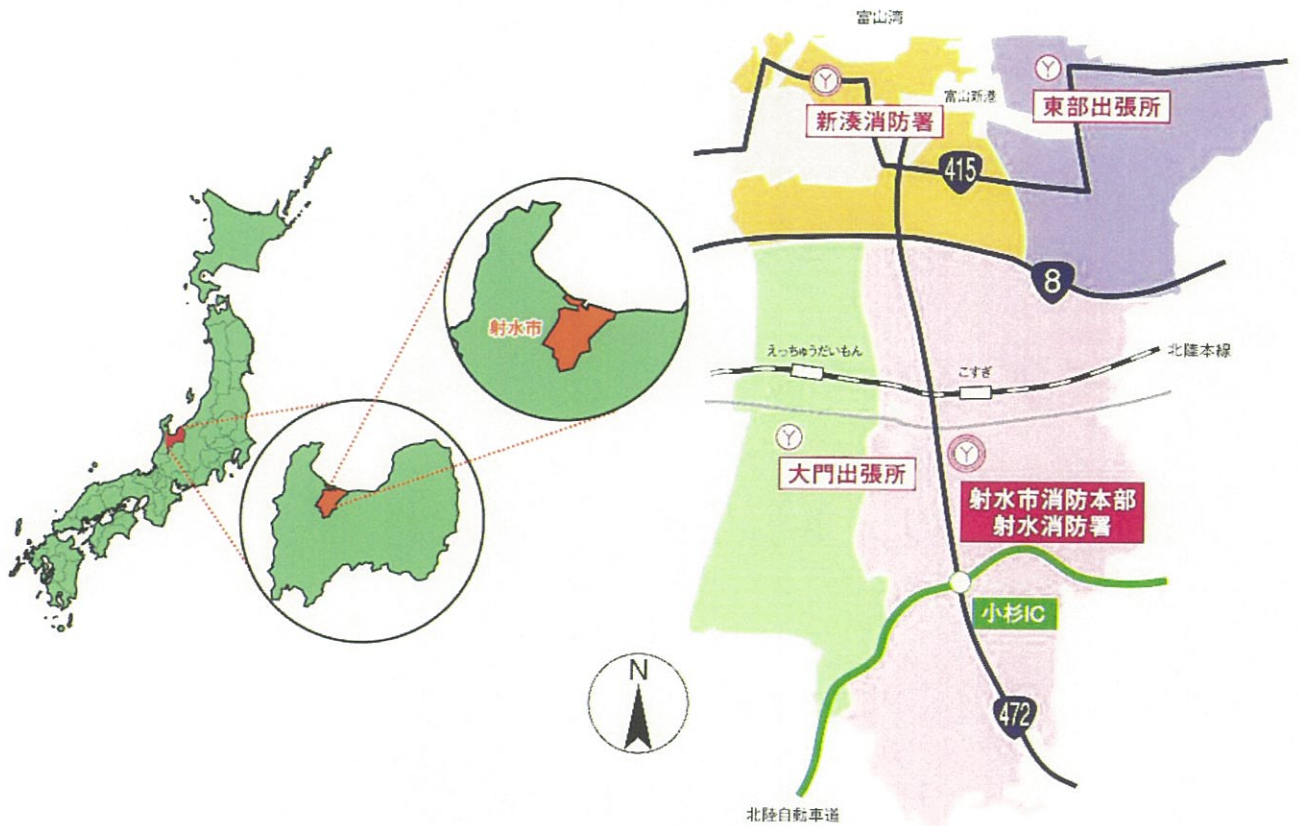 富山湾
富山新港
新湊消防署
東部出張所
415
8
射水市
えっちゅうだいもん
こすぎ
北陸本線
大門出張所
射水市消防本部
射水消防署
小杉IC
N
472
北陸自動車道